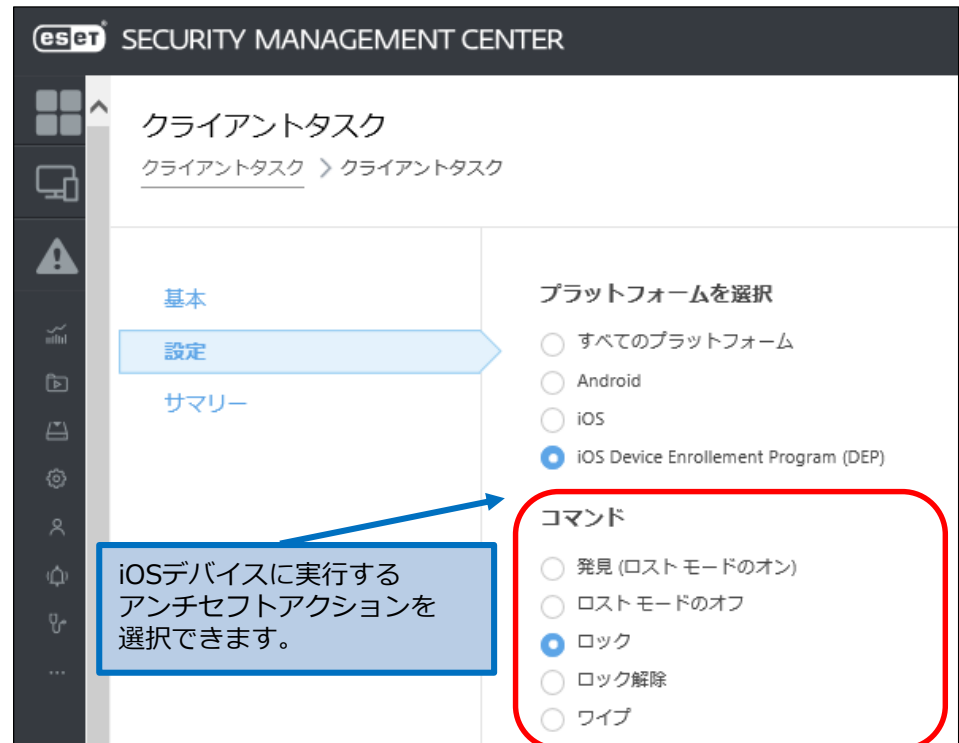 eset SECURITY MANAGEMENT CENTER
クライアントタスク
クライアントタスク > クライアントタスク
基本
設定
サマリー
プラットフォームを選択
すべてのプラットフォーム
Android
iOS
iOS Device Enrollement Program (DEP)
コマンド
発見 (ロスト モードのオン)
ロスト モードのオフ
ロック
ロック解除
ワイプ
iOSデバイスに実行する
アンチセフトアクションを
選択できます。